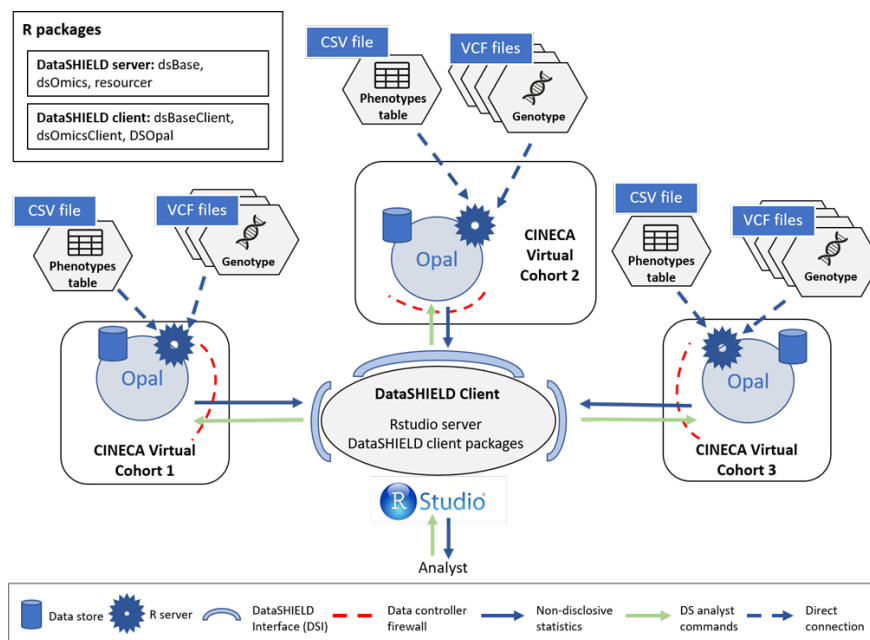 R packages
DataSHIELD server: dsBase,
dsOmics, resourcer
DataSHIELD client: dsBaseClient,
dsOmicsClient, DSOpal
CSV file
VCF files
Phenotypes
table
Genotype
Opal
CINECA
Virtual
Cohort 2
CSV file
VCF files
Phenotypes
table
Genotype
Opal
CINECA Virtual
Cohort 1
CSV file
VCF files
Phenotypes
table
Genotype
Opal
CINECA Virtual
Cohort 3
DataSHIELD Client
Rstudio server
DataSHIELD client packages
R Studio®
Analyst
Data store
R server
DataSHIELD
Interface (DSI)
Data controller
firewall
Non-disclosive
statistics
DS analyst
commands
Direct
connection